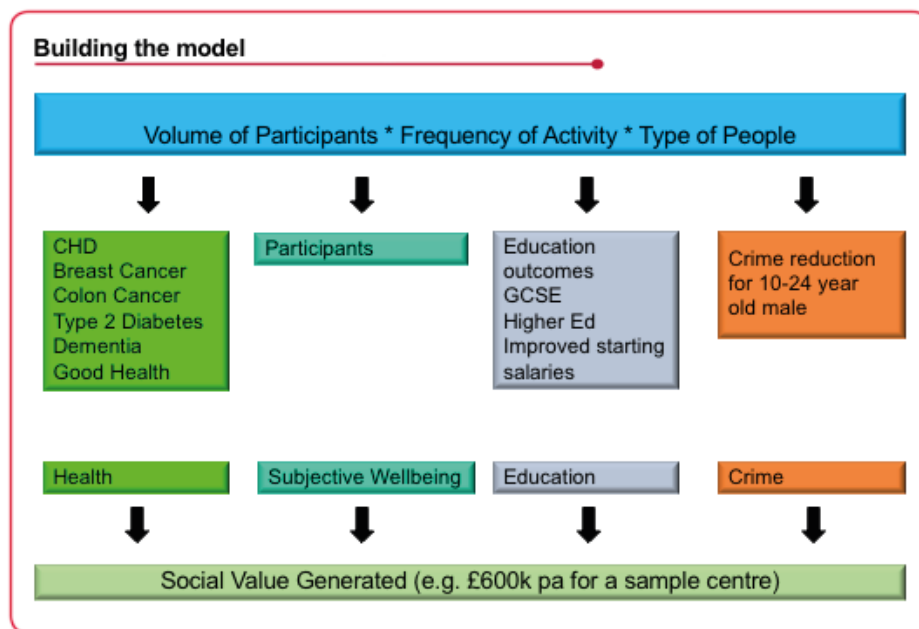 Building the model
Volume of Participants * Frequency of Activity * Type of People
CHD
Breast Cancer
Colon Cancer
Type 2 Diabetes
Dementia
Good Health
Participants
Education
outcomes
GCSE
Higher Ed
Improved starting
salaries
Crime reduction
for 10-24 year
old male
Health
Subjective Wellbeing
Education
Crime
Social Value Generated (e.g. £600k pa for a sample centre)